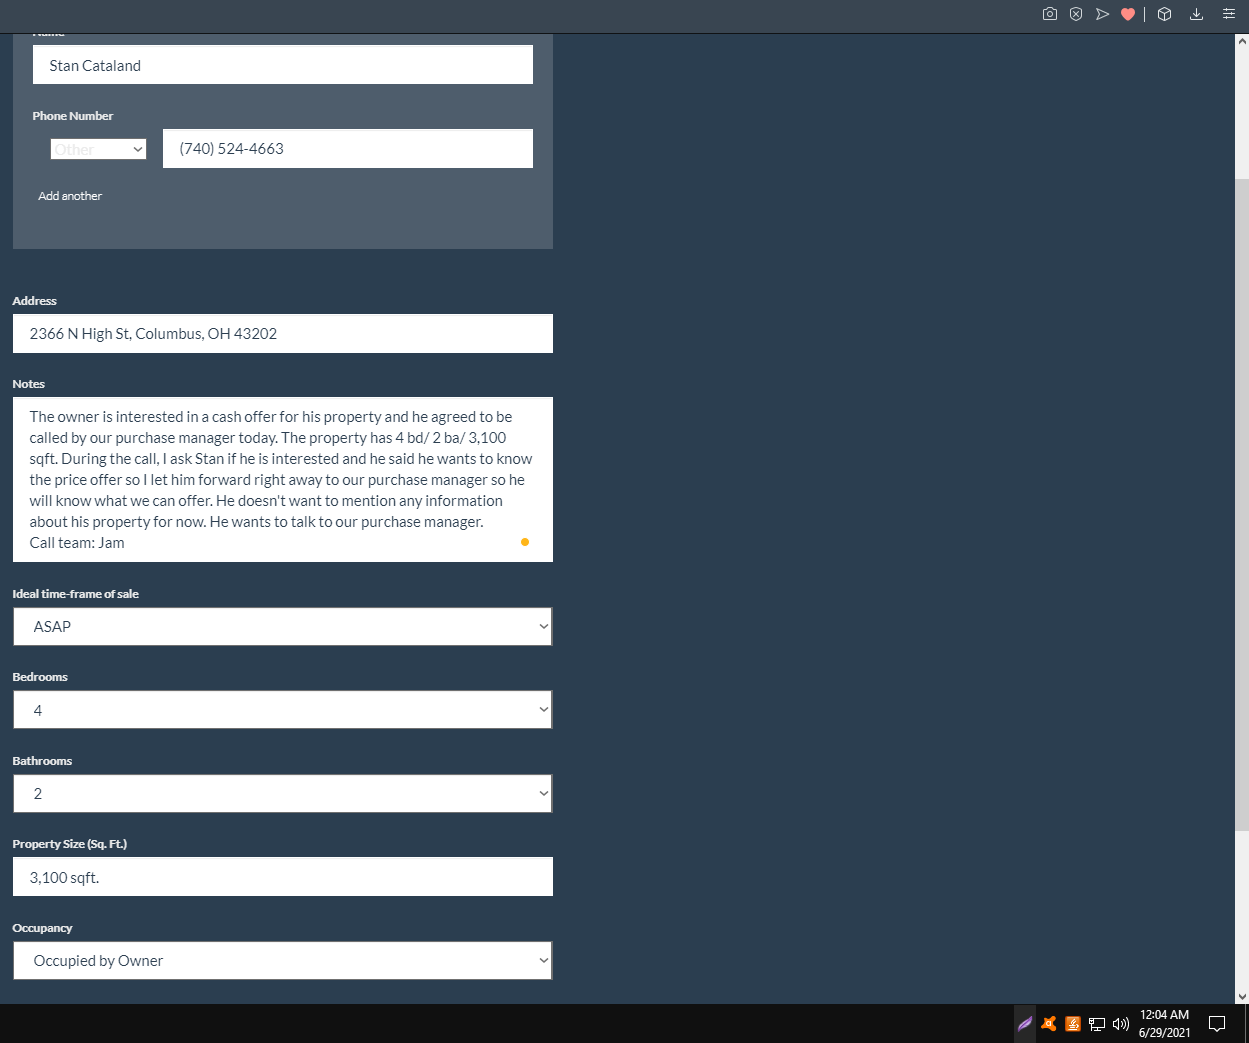 Name
Stan Cataland
Phone Number
Other
(740) 524-4663
Add another
Address
2366 N High St, Columbus, OH 43202
Notes
The owner is interested in a cash offer for his property and he agreed to be
called by our purchase manager today. The property has 4 bd/ 2 ba/ 3,100
sqft. During the call, I ask Stan if he is interested and he said he wants to know
the price offer so I let him forward right away to our purchase manager so he
will know what we can offer. He doesn't want to mention any information
about his property for now. He wants to talk to our purchase manager.
Call team: Jam
Ideal time-frame of sale
ASAP
Bedrooms
4
Bathrooms
2
Property Size (Sq. Ft.)
3,100 sqft.
Occupancy
Occupied by Owner
12:04 AM
6/29/2021